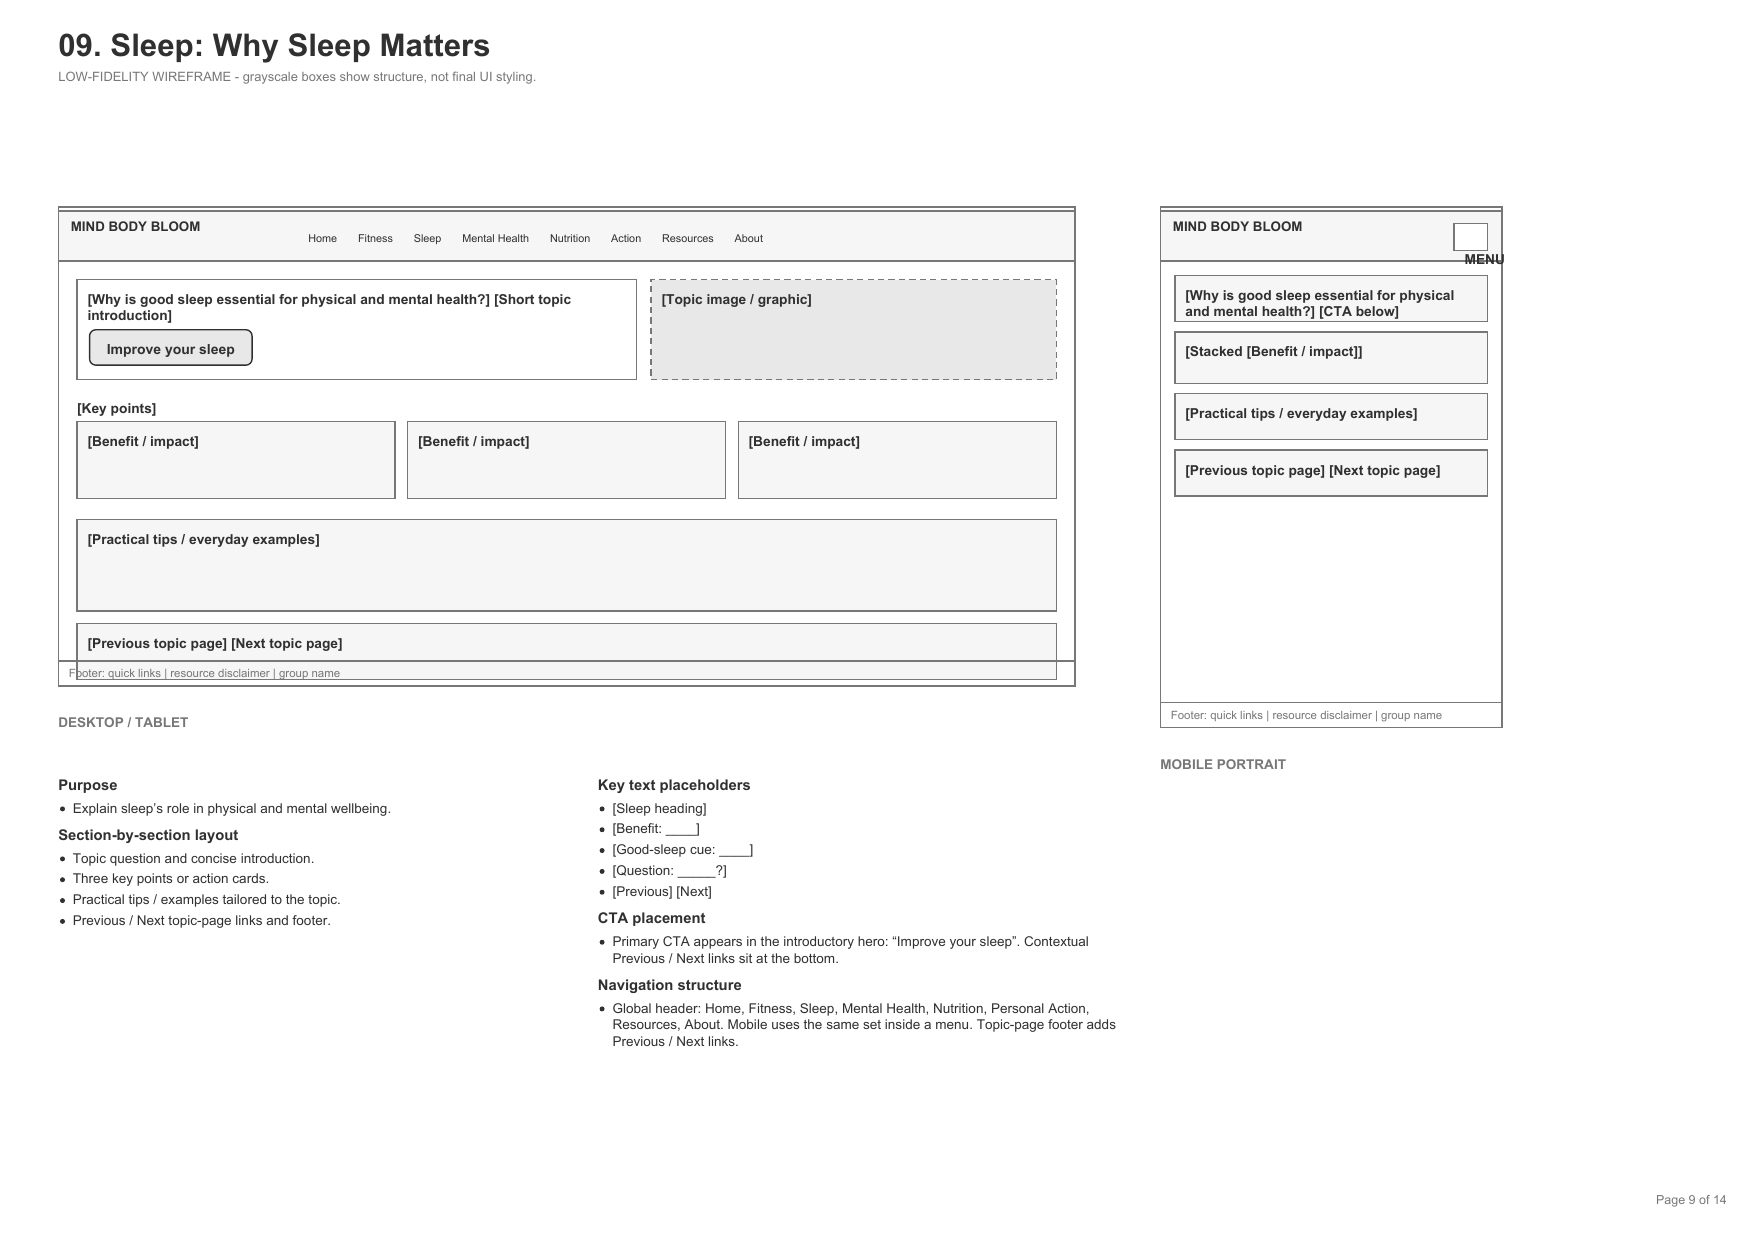 09. Sleep: Why Sleep Matters
LOW-FIDELITY WIREFRAME - grayscale boxes show structure, not final UI styling.
MIND BODY BLOOM
Home Fitness Sleep Mental Health Nutrition Action Resources About
[Why is good sleep essential for physical and mental health?] [Short topic
introduction]
Improve your sleep
[Topic image / graphic]
[Key points]
[Benefit / impact]
[Benefit / impact]
[Benefit / impact]
[Practical tips / everyday examples]
[Previous topic page] [Next topic page]
Footer: quick links | resource disclaimer | group name
DESKTOP / TABLET
MIND BODY BLOOM
MENU
[Why is good sleep essential for physical
and mental health?] [CTA below]
[Stacked [Benefit / impact]]
[Practical tips / everyday examples]
[Previous topic page] [Next topic page]
Footer: quick links | resource disclaimer | group name
MOBILE PORTRAIT
Purpose
• Explain sleep’s role in physical and mental wellbeing.
Section-by-section layout
• Topic question and concise introduction.
• Three key points or action cards.
• Practical tips / examples tailored to the topic.
• Previous / Next topic-page links and footer.
Key text placeholders
• [Sleep heading]
• [Benefit: ____]
• [Good-sleep cue: ____]
• [Question: _____?]
• [Previous] [Next]
CTA placement
• Primary CTA appears in the introductory hero: “Improve your sleep”. Contextual
Previous / Next links sit at the bottom.
Navigation structure
• Global header: Home, Fitness, Sleep, Mental Health, Nutrition, Personal Action,
Resources, About. Mobile uses the same set inside a menu. Topic-page footer adds
Previous / Next links.
Page 9 of 14